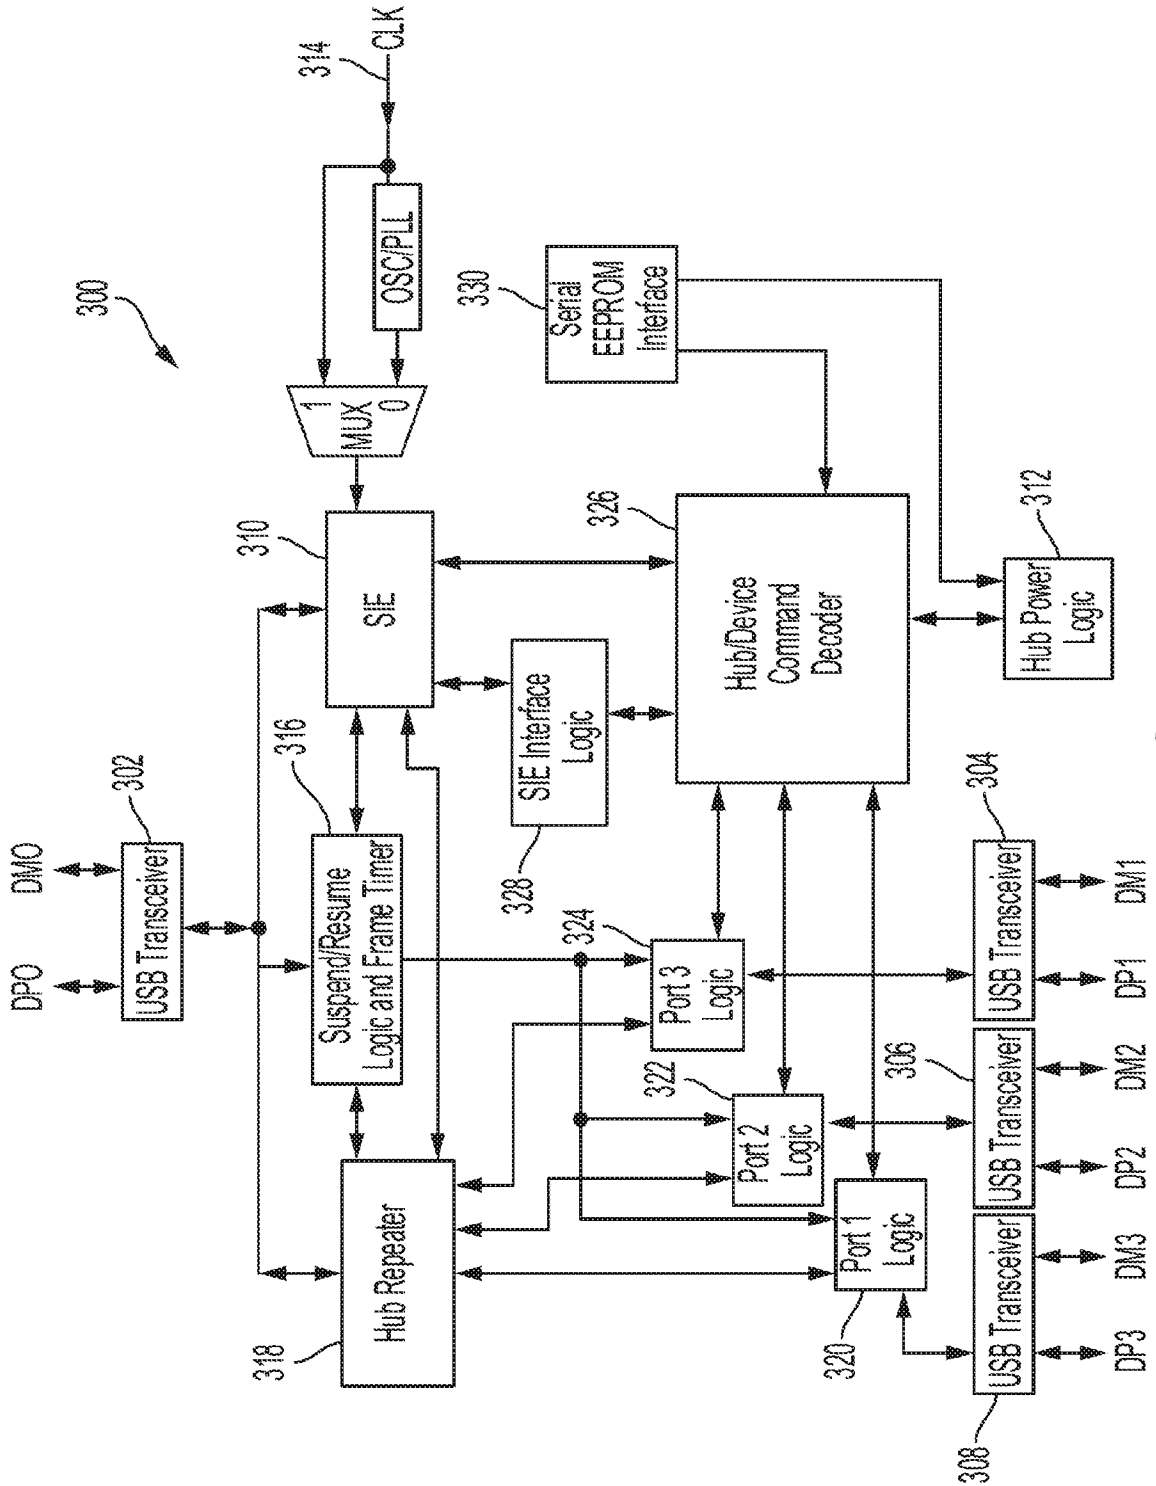 300
DPO
DMO
302
USB Transceiver
314
CLK
OSC/PLL
1
MUX
0
310
SIE
316
Suspend/Resume
Logic and Frame Timer
318
Hub Repeater
328
SIE Interface
Logic
326
Hub/Device
Command
Decoder
330
Serial
EEPROM
Interface
312
Hub Power
Logic
324
Port 3
Logic
322
Port 2
Logic
320
Port 1
Logic
308
USB Transceiver
306
USB Transceiver
304
USB Transceiver
DP3
DM3
DP2
DM2
DP1
DM1